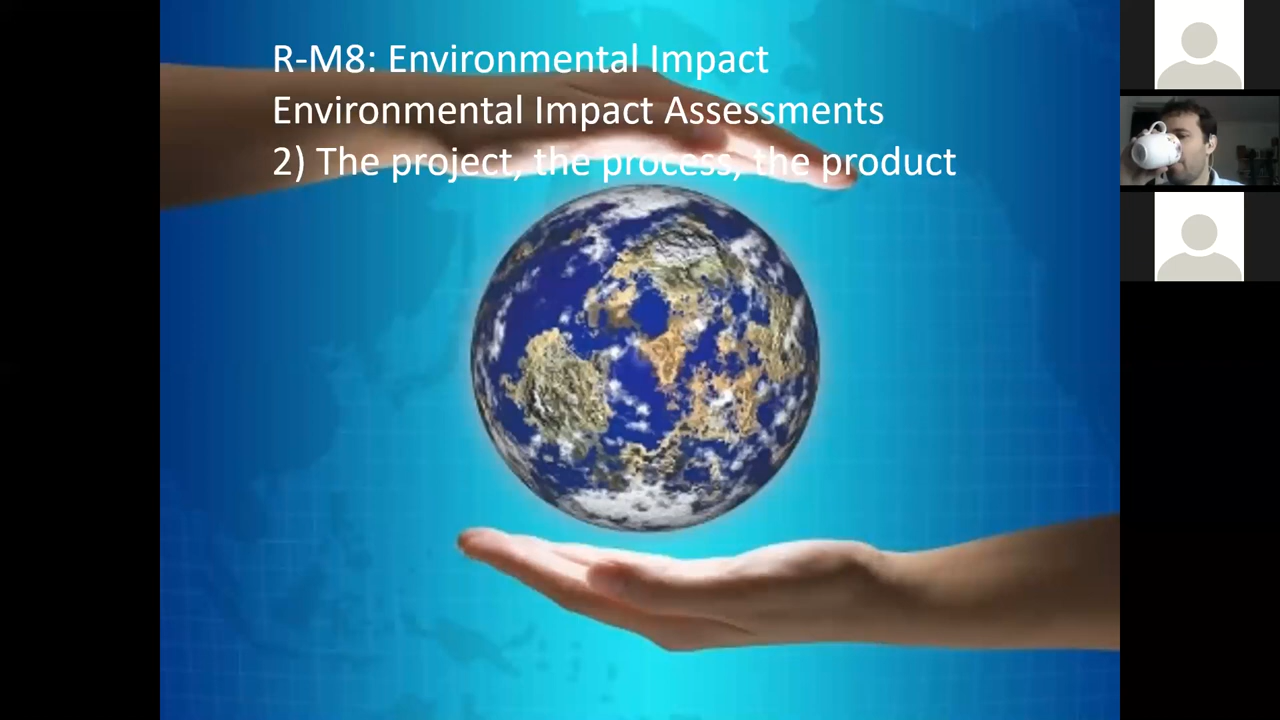 R-M8: Environmental Impact
Environmental Impact Assessments
2) The project, the process, the product